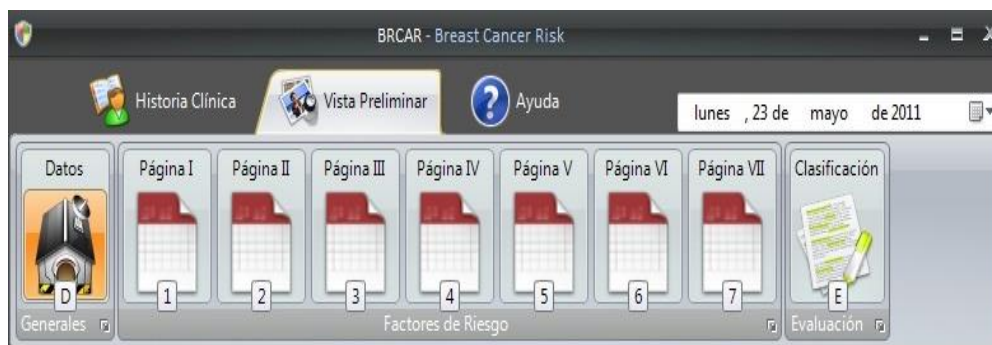 BRCAR - Breast Cancer Risk
Historia Clínica Vista Preliminar Ayuda
lunes , 23 de mayo de 2011
Datos Página I Página II Página III Página IV Página V Página VI Página VII Clasificación
D 1 2 3 4 5 6 7 E
Generales Factores de Riesgo Evaluación